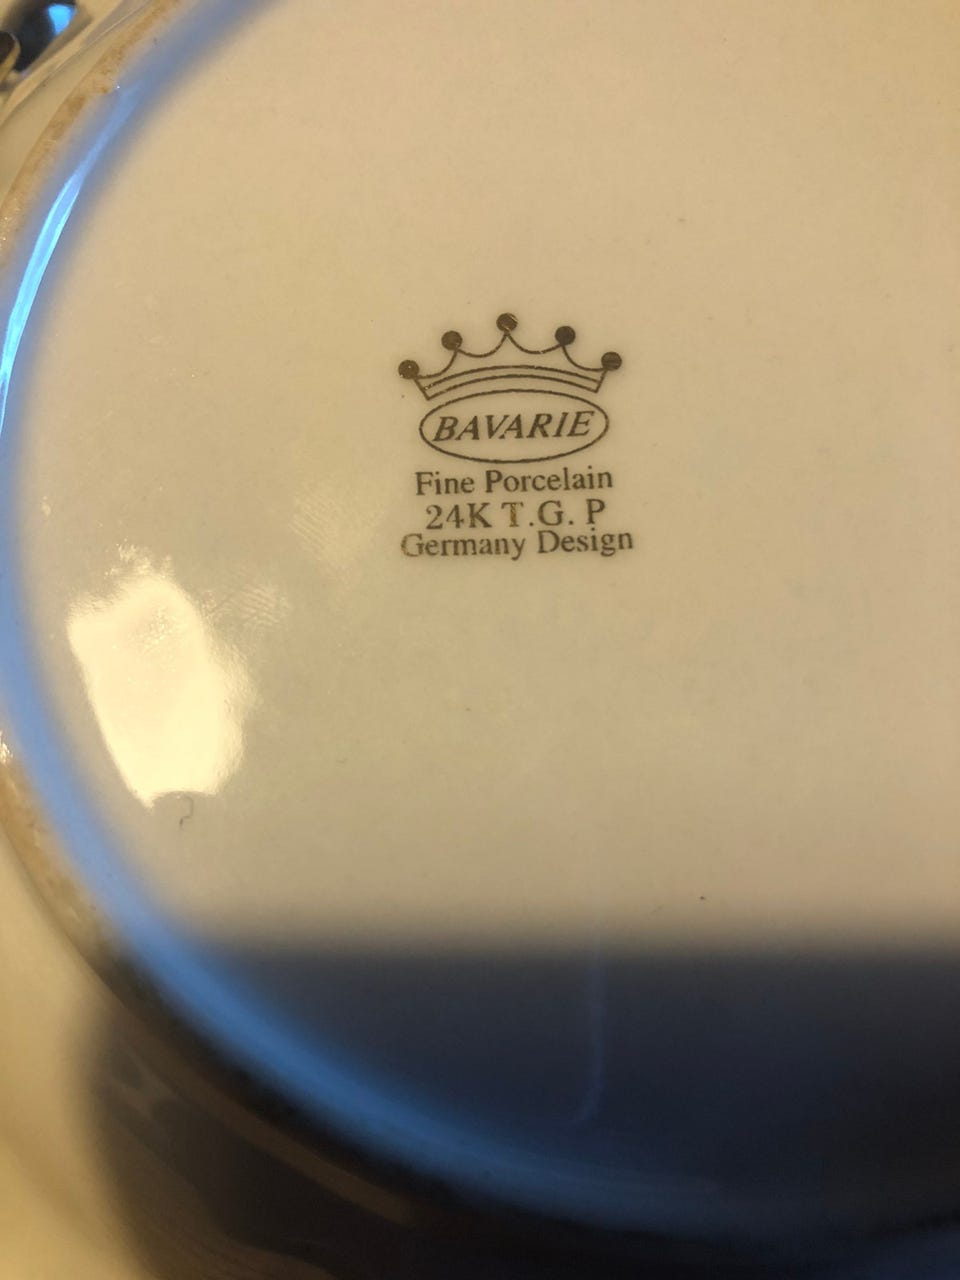 BAVARIE
Fine Porcelain
24K T.G. P
Germany Design